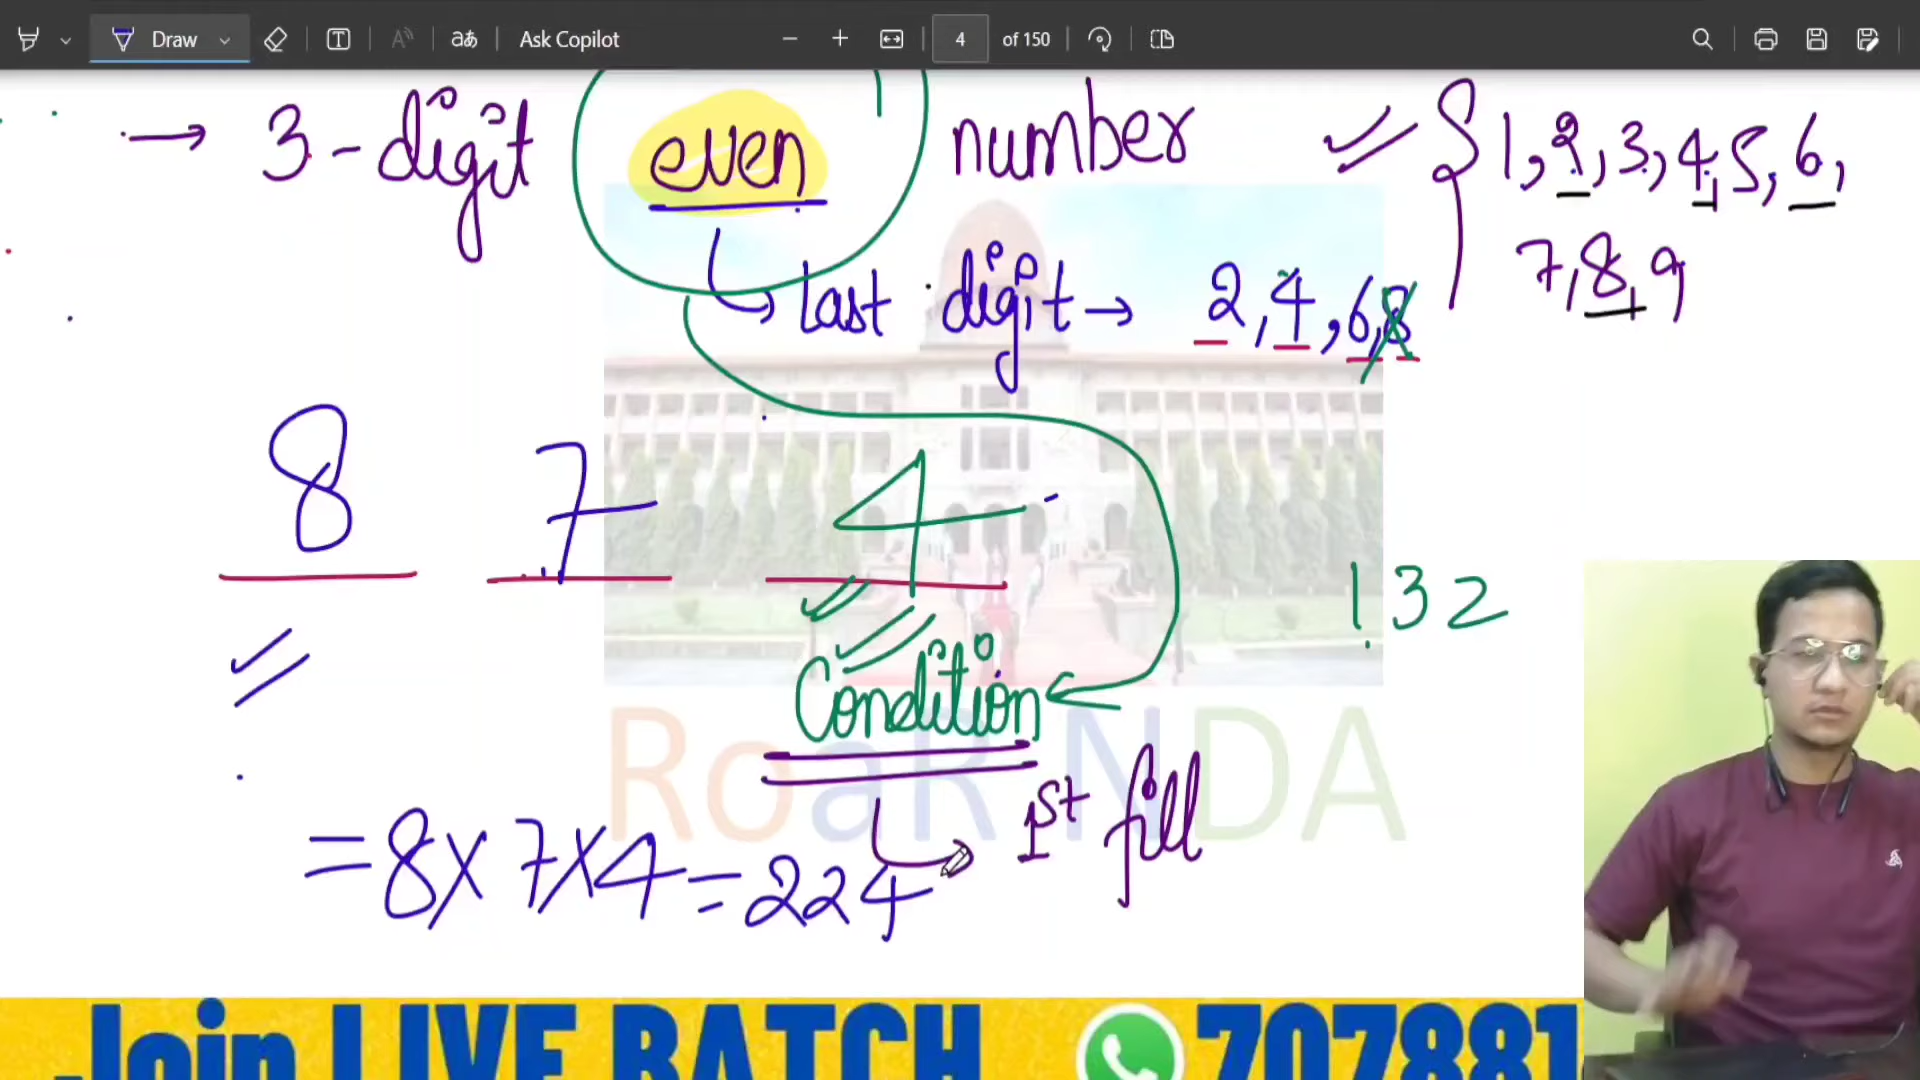 Draw
Ask Copilot
4 of 150
→ 3-digit even number {1, 2, 3, 4, 5, 6,
7, 8, 9
last digit → 2, 4, 6, 8
8 7 4
132
Condition
RoaR NDA
1st fill
= 8 × 7 × 4 = 224
Join LIVE BATCH 707881